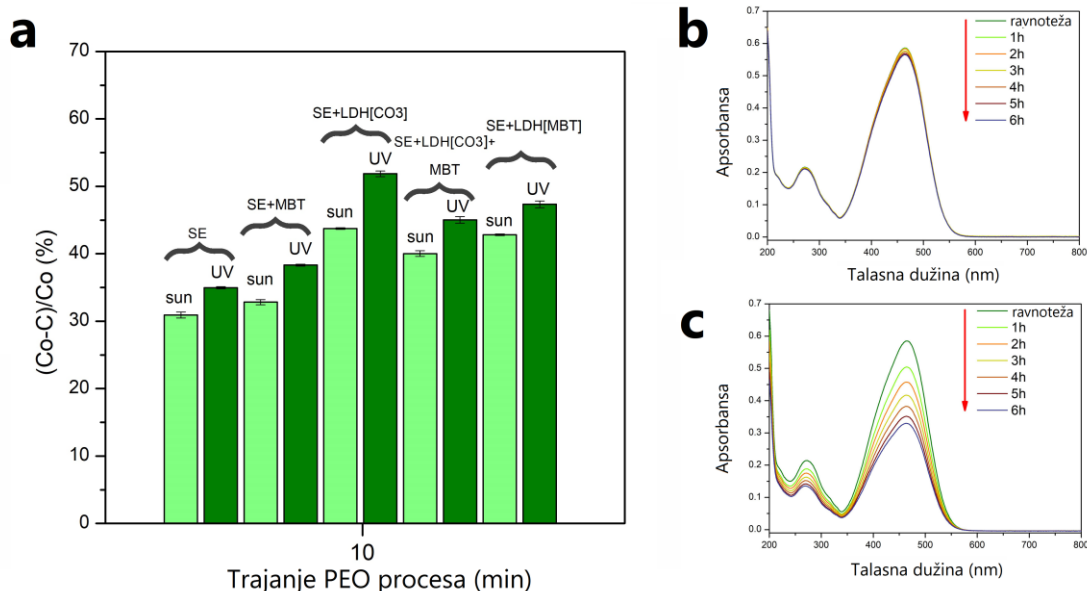 a
(Co-C)/Co (%)
70
60
50
40
30
20
10
0
SE
sun
UV
SE+MBT
sun
UV
SE+LDH[CO3]
sun
UV
SE+LDH[CO3]+
MBT
sun
UV
SE+LDH[MBT]
sun
UV
10
Trajanje PEO procesa (min)
b
Apsorbansa
0.7
0.6
0.5
0.4
0.3
0.2
0.1
0.0
ravnoteža
1h
2h
3h
4h
5h
6h
200 300 400 500 600 700 800
Talasna dužina (nm)
c
Apsorbansa
0.7
0.6
0.5
0.4
0.3
0.2
0.1
0.0
ravnoteža
1h
2h
3h
4h
5h
6h
200 300 400 500 600 700 800
Talasna dužina (nm)